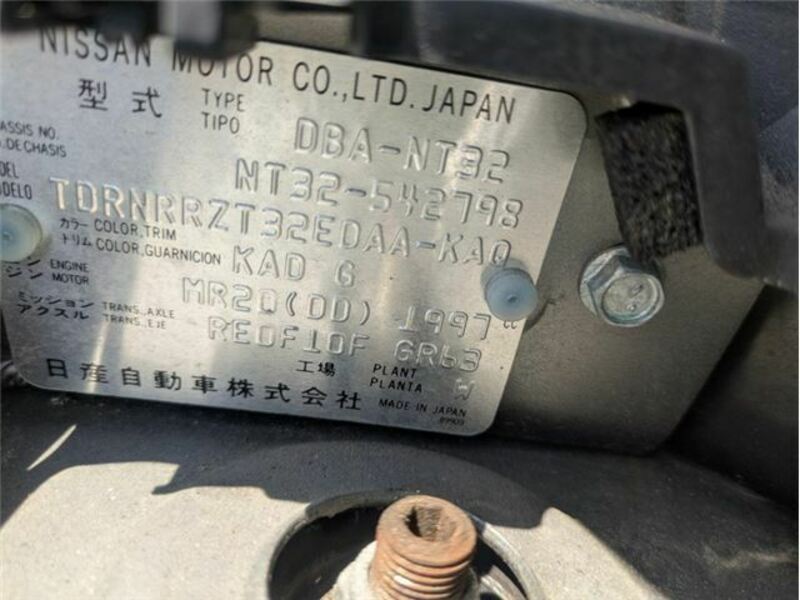 NISSAN MOTOR CO.,LTD. JAPAN
型式 TYPE TIPO DBA-NT32
ASSIS NO. .DE CHASIS NT32-542798
DEL ODELO TDRNRRZT32EDAA-KAQ
カラー COLOR, TRIM
トリム COLOR, GUARNICION KAD G
ン ENGINE
ジン MOTOR MR20(DD) 1997 cc
ミッション TRANS., AXLE
アクスル TRANS., EJE RE0F10F GR63
工場 PLANT PLANTA W
日産自動車株式会社 MADE IN JAPAN